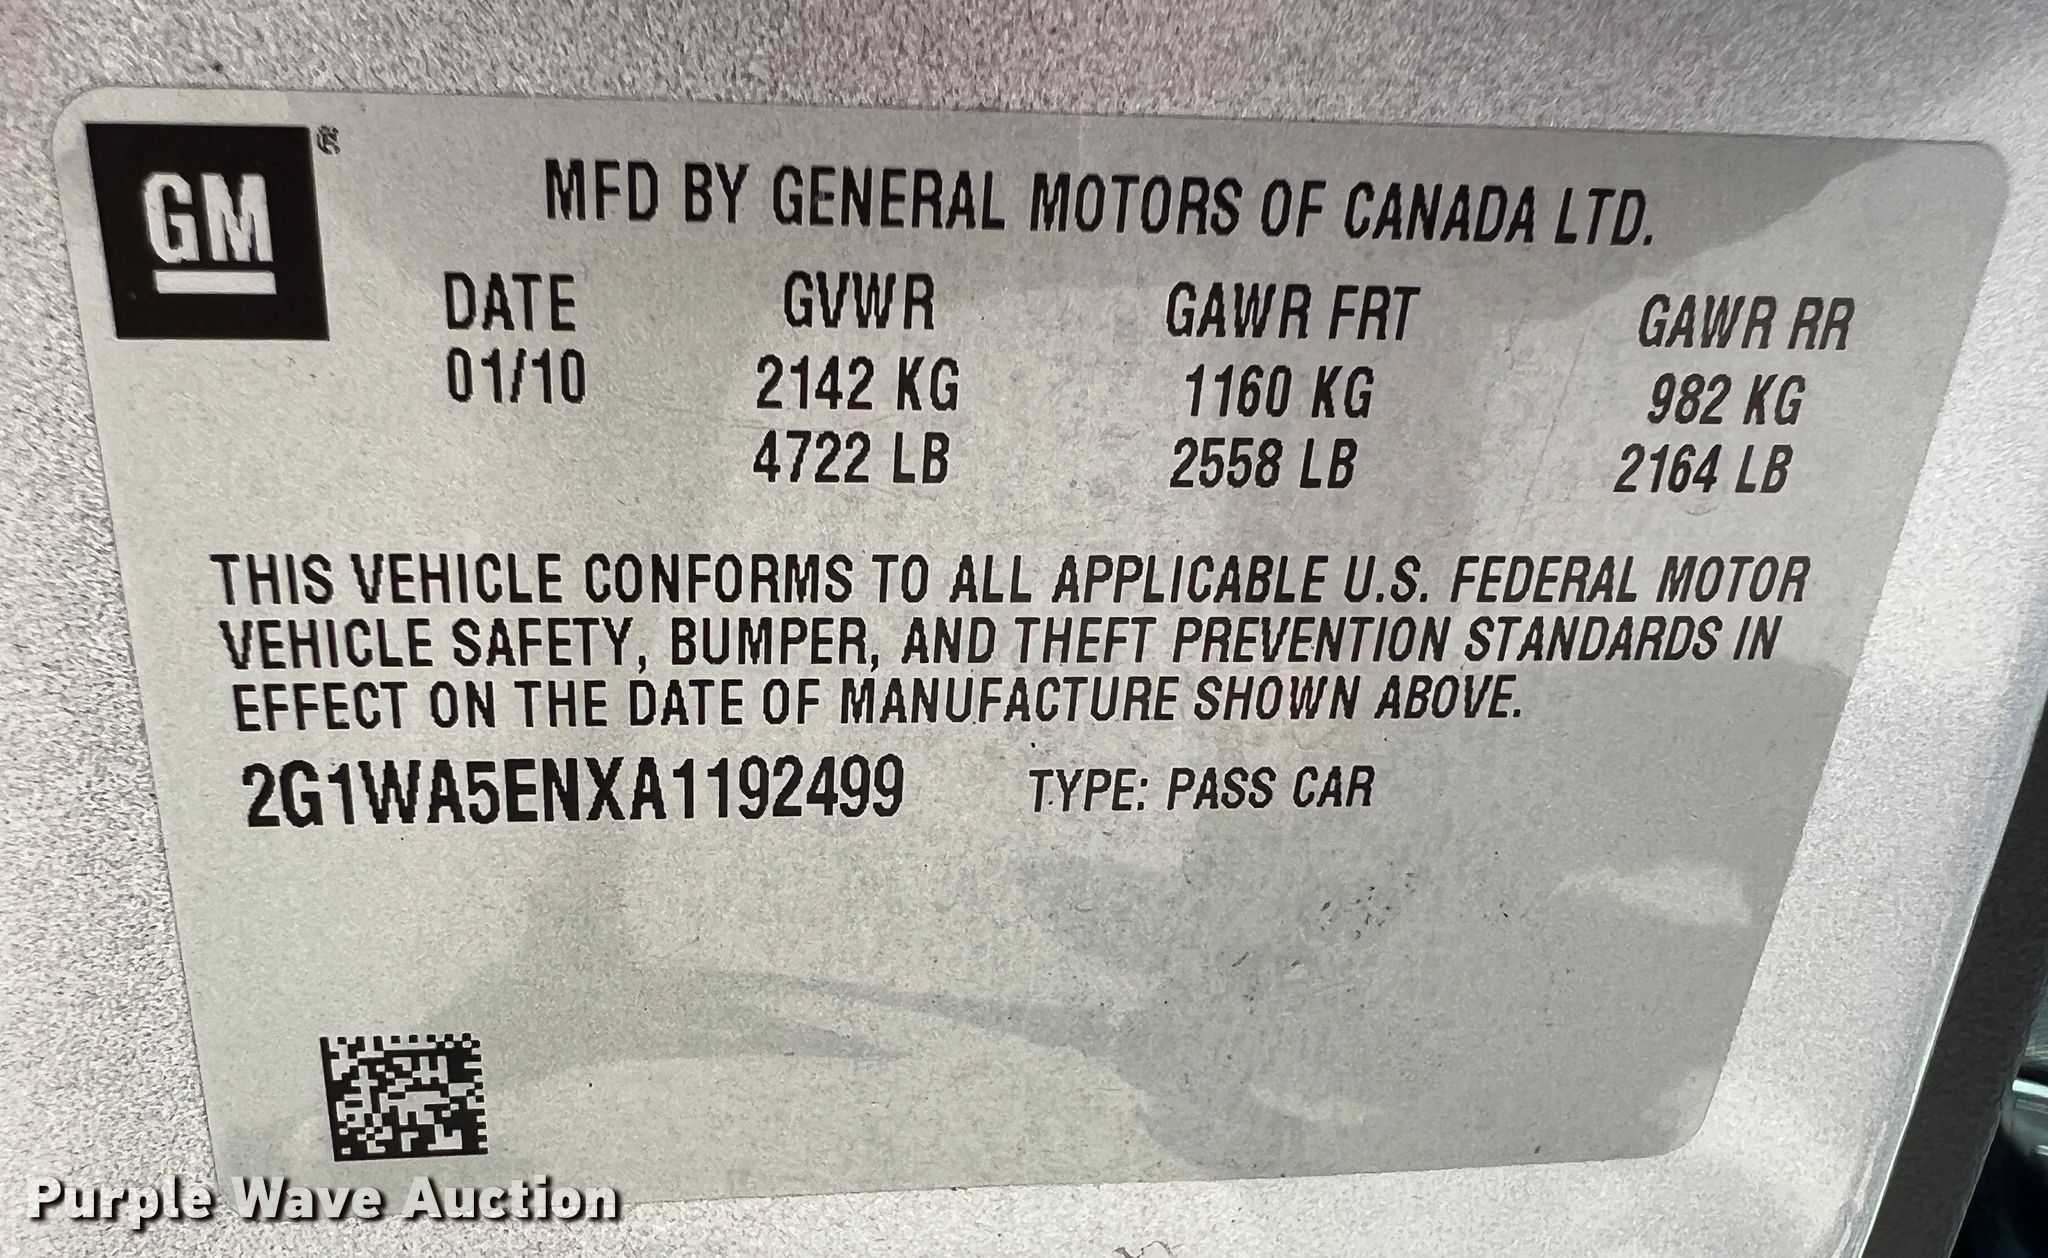 GM ®
MFD BY GENERAL MOTORS OF CANADA LTD.
DATE GVWR GAWR FRT GAWR RR
01/10 2142 KG 1160 KG 982 KG
4722 LB 2558 LB 2164 LB
THIS VEHICLE CONFORMS TO ALL APPLICABLE U.S. FEDERAL MOTOR
VEHICLE SAFETY, BUMPER, AND THEFT PREVENTION STANDARDS IN
EFFECT ON THE DATE OF MANUFACTURE SHOWN ABOVE.
2G1WA5ENXA1192499 TYPE: PASS CAR
Purple Wave Auction